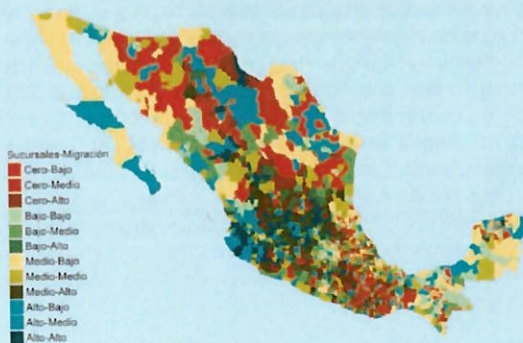 Sucursales-Migración
Cero-Bajo
Cero-Medio
Cero-Alto
Bajo-Bajo
Bajo-Medio
Bajo-Alto
Medio-Bajo
Medio-Medio
Medio-Alto
Alto-Bajo
Alto-Medio
Alto-Alto